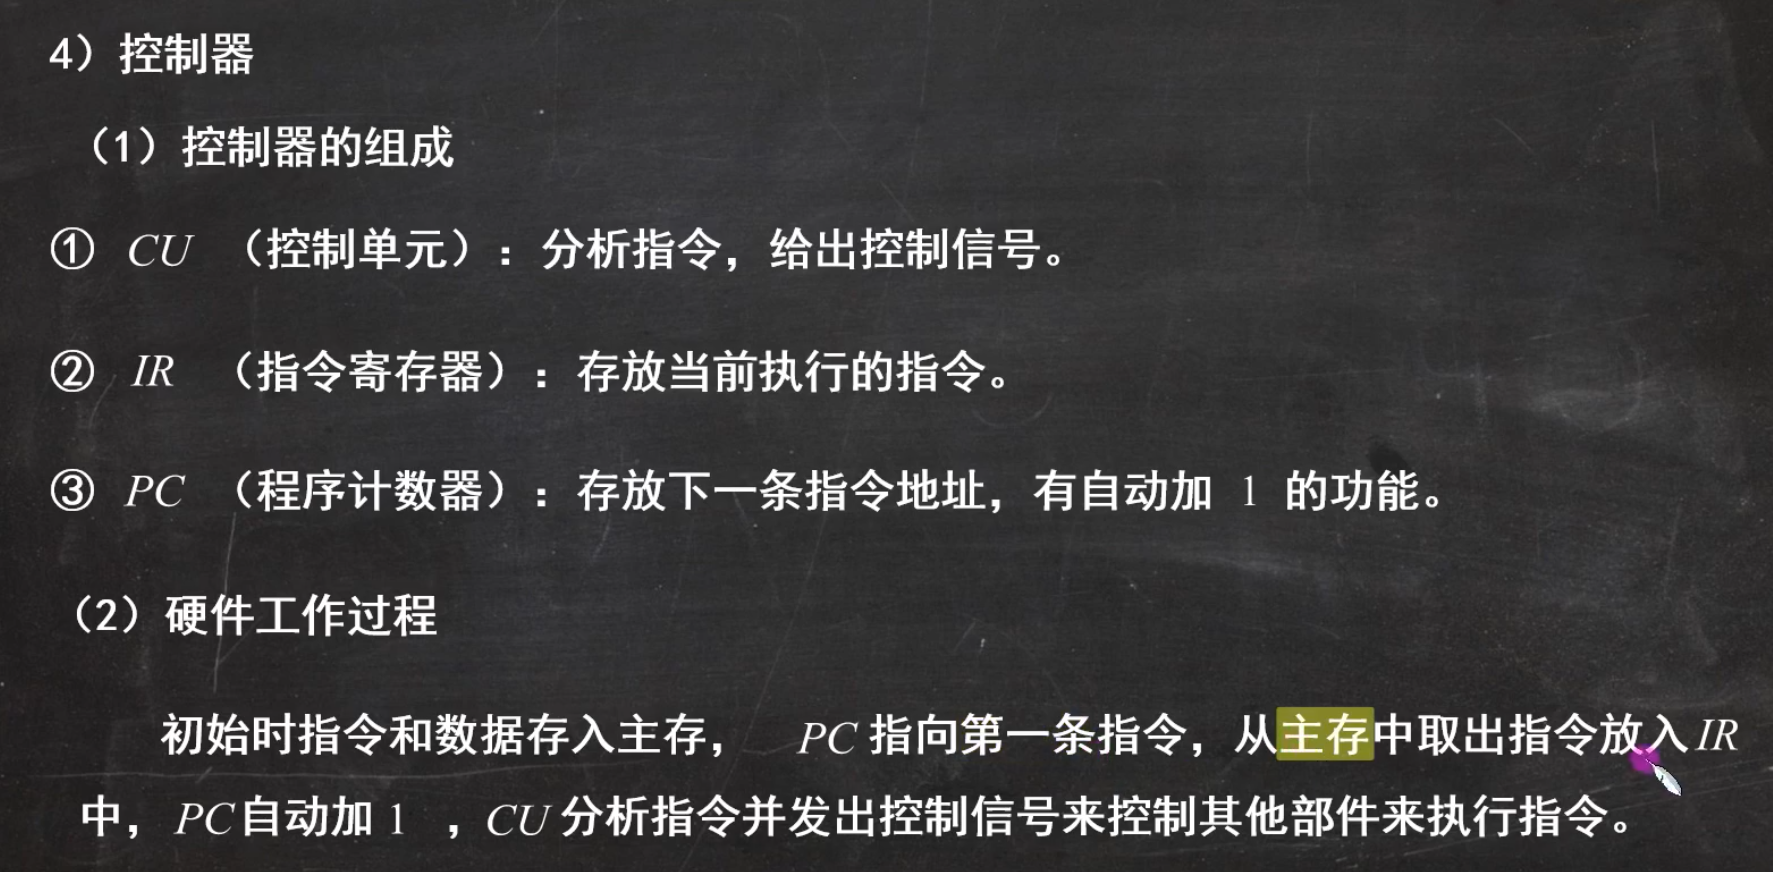 4）控制器
（1）控制器的组成
① CU （控制单元）：分析指令，给出控制信号。
② IR （指令寄存器）：存放当前执行的指令。
③ PC （程序计数器）：存放下一条指令地址，有自动加 1 的功能。
（2）硬件工作过程
初始时指令和数据存入主存， PC 指向第一条指令，从主存中取出指令放入 IR
中，PC 自动加 1 ，CU 分析指令并发出控制信号来控制其他部件来执行指令。